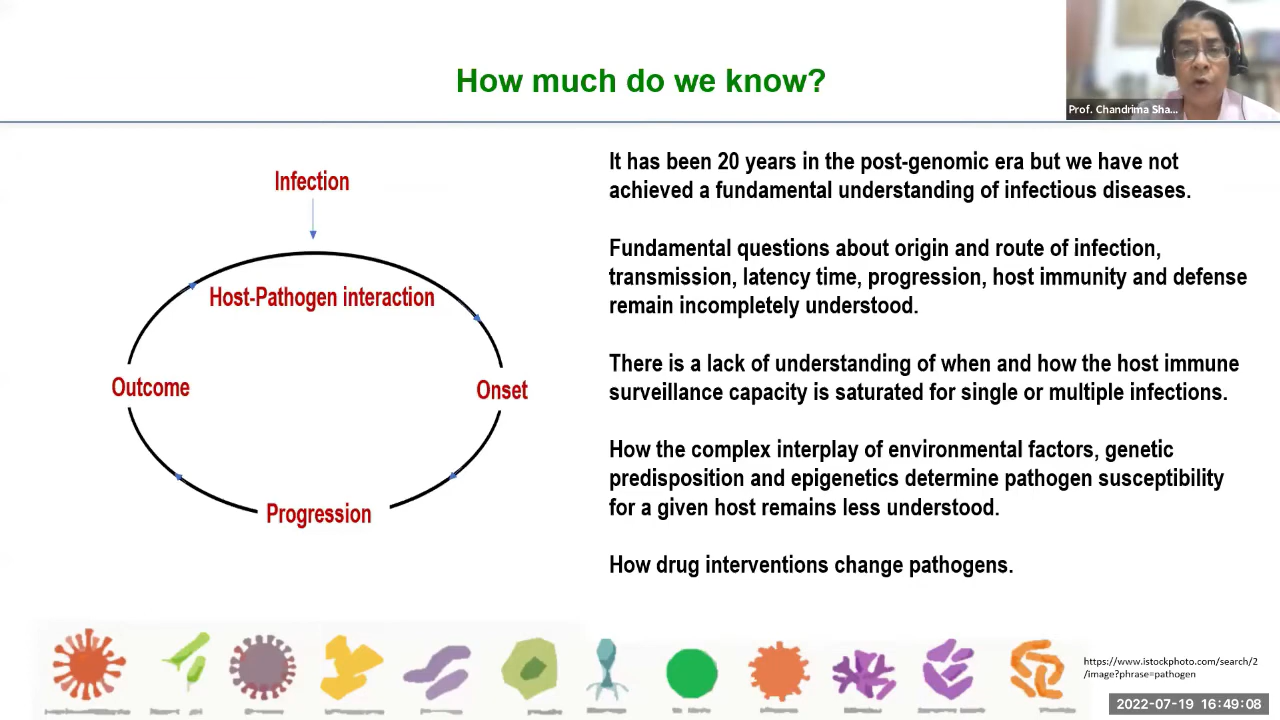 How much do we know?
Prof. Chandrima Sha...
Infection
Host-Pathogen interaction
Outcome
Onset
Progression
It has been 20 years in the post-genomic era but we have not
achieved a fundamental understanding of infectious diseases.
Fundamental questions about origin and route of infection,
transmission, latency time, progression, host immunity and defense
remain incompletely understood.
There is a lack of understanding of when and how the host immune
surveillance capacity is saturated for single or multiple infections.
How the complex interplay of environmental factors, genetic
predisposition and epigenetics determine pathogen susceptibility
for a given host remains less understood.
How drug interventions change pathogens.
https://www.istockphoto.com/search/2
/image?phrase=pathogen
2022-07-19 16:49:08